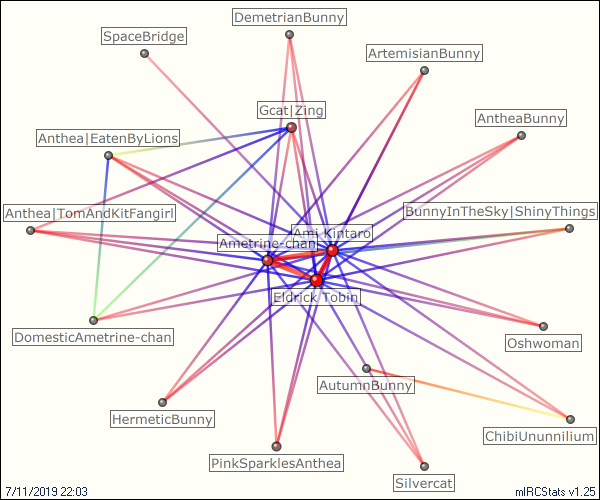 DemetrianBunny
SpaceBridge
ArtemisianBunny
Gcat|Zing
AntheaBunny
Anthea|EatenByLions
Anthea|TomAndKitFangirl
BunnyInTheSky|ShinyThings
Ami Kintaro
Ametrine-chan
Eldrick Tobin
DomesticAmetrine-chan
Oshwoman
AutumnBunny
HermeticBunny
ChibiUnunnilium
PinkSparklesAnthea
Silvercat
7/11/2019 22:03
mIRCStats v1.25